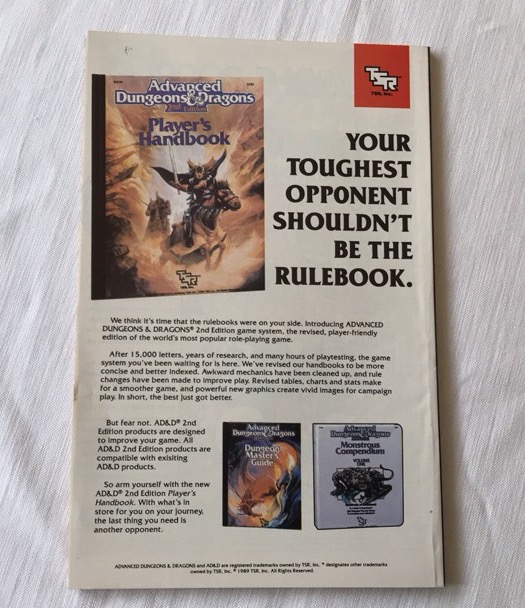 TSR
TSR, Inc.
Advanced
Dungeons&Dragons
2nd Edition
Player's
Handbook
TSR
YOUR
TOUGHEST
OPPONENT
SHOULDN'T
BE THE
RULEBOOK.
We think it's time that the rulebooks were on your side. Introducing ADVANCED
DUNGEONS & DRAGONS® 2nd Edition game system, the revised, player-friendly
edition of the world's most popular role-playing game.
After 15,000 letters, years of research, and many hours of playtesting, the game
system you've been waiting for is here. We've revised our handbooks to be more
concise and better indexed. Awkward mechanics have been cleaned up, and rule
changes have been made to improve play. Revised tables, charts and stats make
for a smoother game, and powerful new graphics create vivid images for campaign
play. In short, the best just got better.
But fear not. AD&D® 2nd
Edition products are designed
to improve your game. All
AD&D 2nd Edition products are
compatible with exisiting
AD&D products.
So arm yourself with the new
AD&D® 2nd Edition Player's
Handbook. With what's in
store for you on your journey,
the last thing you need is
another opponent.
Advanced
Dungeons&Dragons
Dungeon
Master's
Guide
Advanced
Dungeons&Dragons
Monstrous
Compendium
VOLUME
ADVANCED DUNGEONS & DRAGONS and AD&D are registered trademarks owned by TSR, Inc. ™ designates other trademarks
owned by TSR, Inc. © 1989 TSR, Inc. All Rights Reserved.